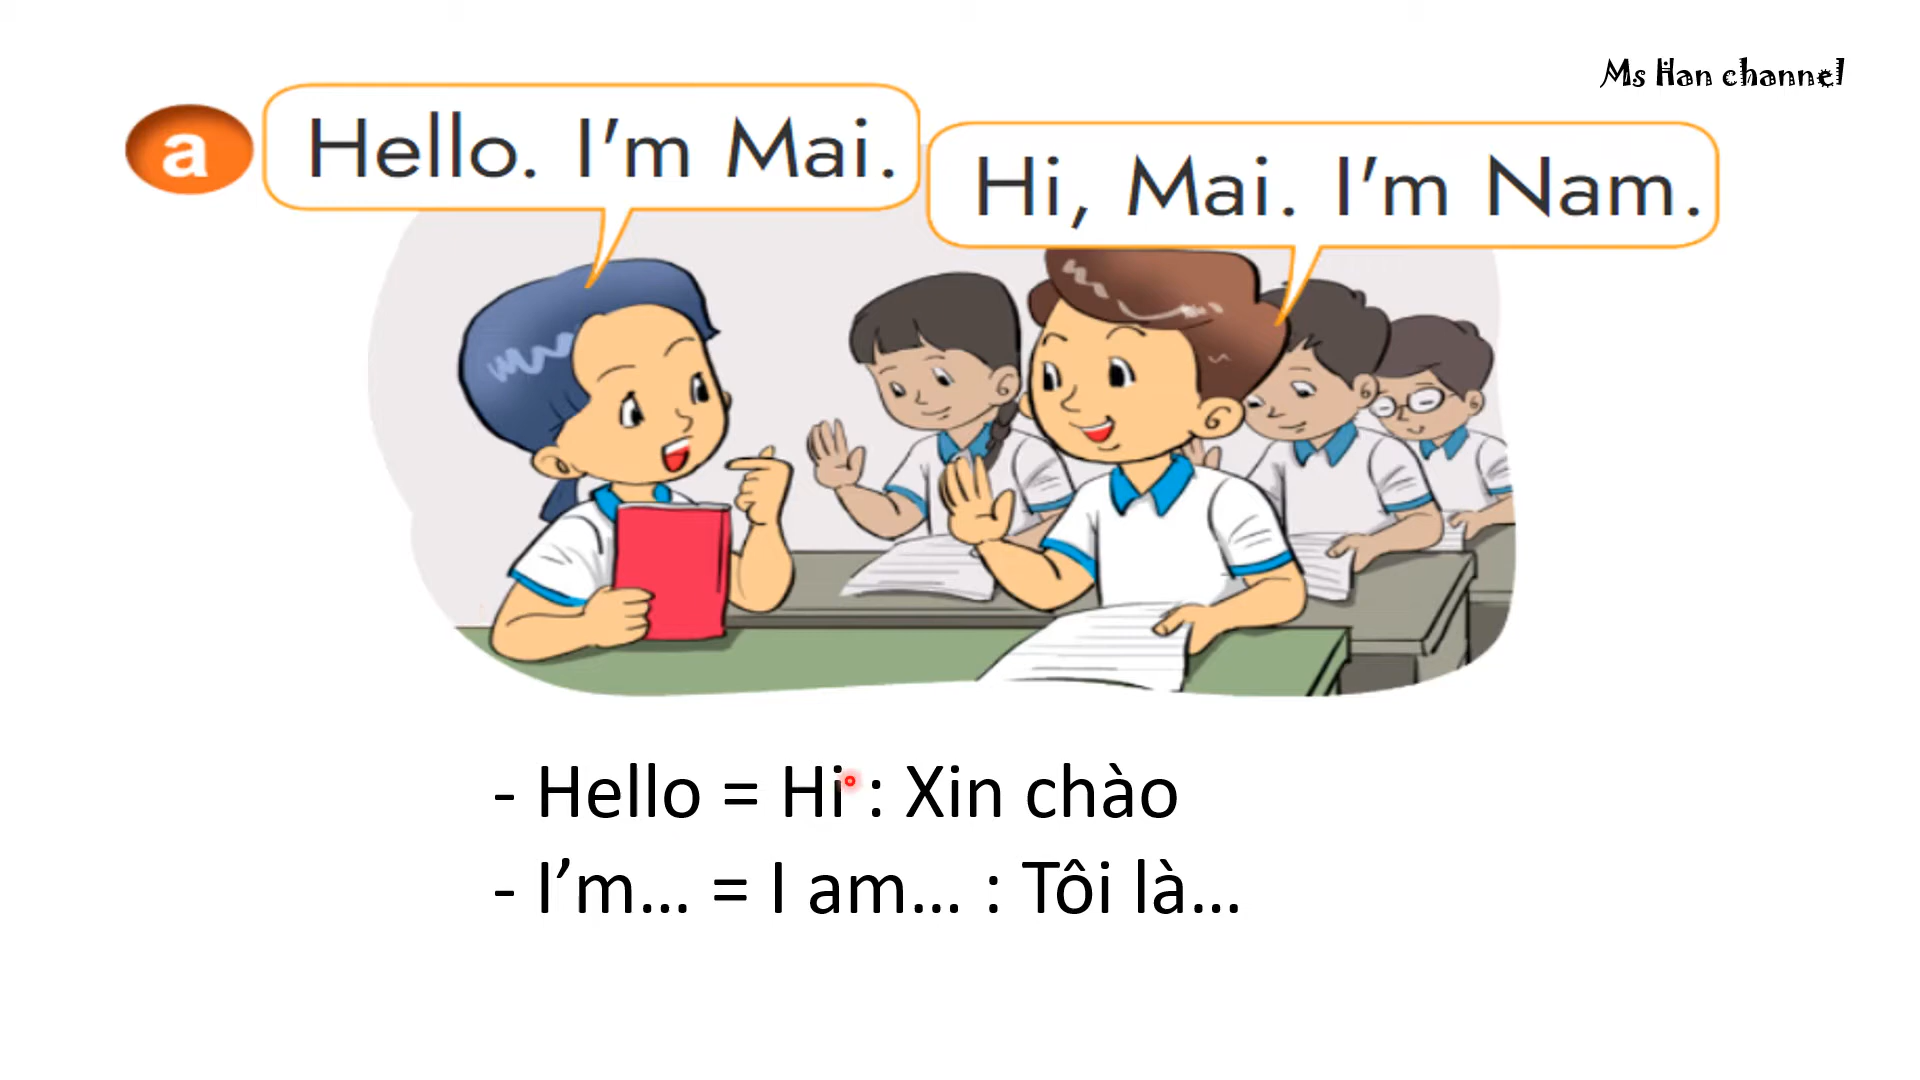 Ms Han channel
a
Hello. I'm Mai.
Hi, Mai. I'm Nam.
- Hello = Hi : Xin chào
- I’m... = I am... : Tôi là...